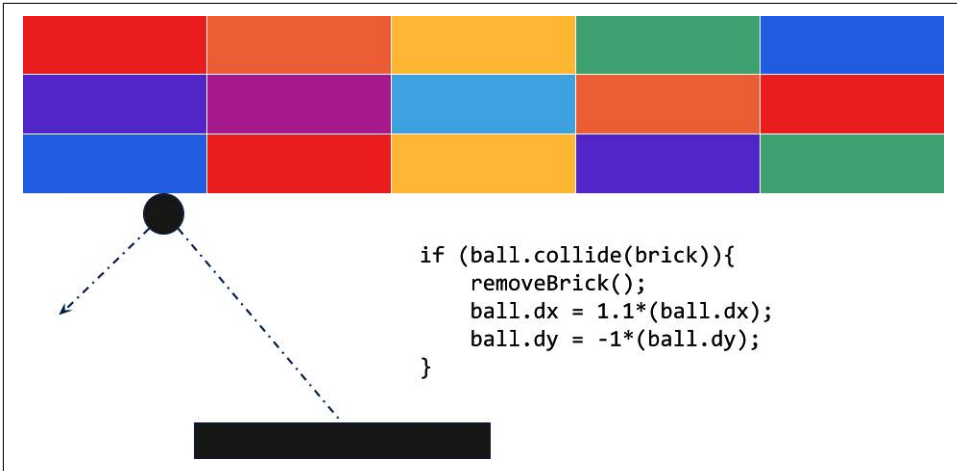 if (ball.collide(brick)){
    removeBrick();
    ball.dx = 1.1*(ball.dx);
    ball.dy = -1*(ball.dy);
}